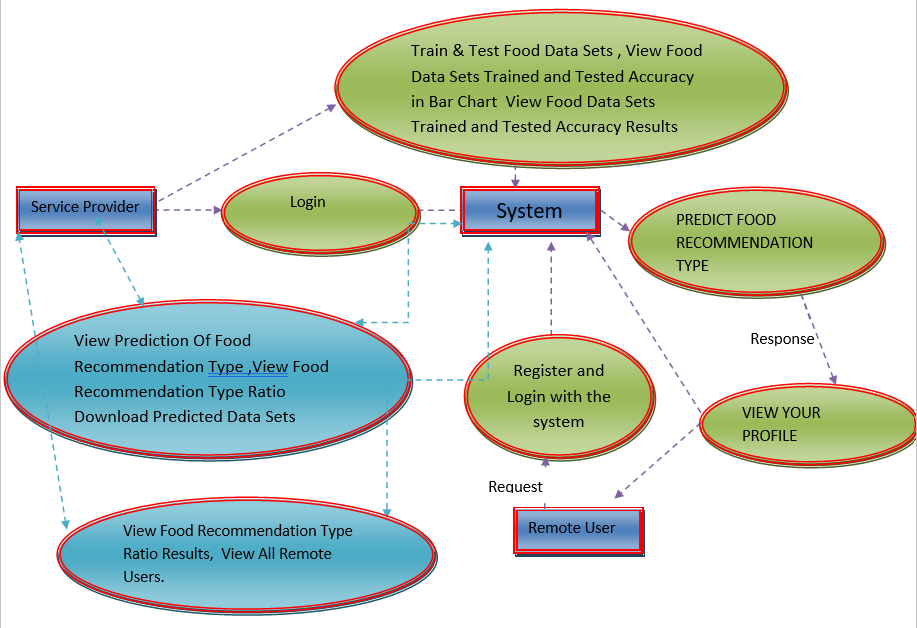 Train & Test Food Data Sets , View Food
Data Sets Trained and Tested Accuracy
in Bar Chart  View Food Data Sets
Trained and Tested Accuracy Results
Service Provider
Login
System
PREDICT FOOD
RECOMMENDATION
TYPE
View Prediction Of Food
Recommendation Type ,View Food
Recommendation Type Ratio
Download Predicted Data Sets
Register and
Login with the
system
Response
VIEW YOUR
PROFILE
Request
Remote User
View Food Recommendation Type
Ratio Results,  View All Remote
Users.